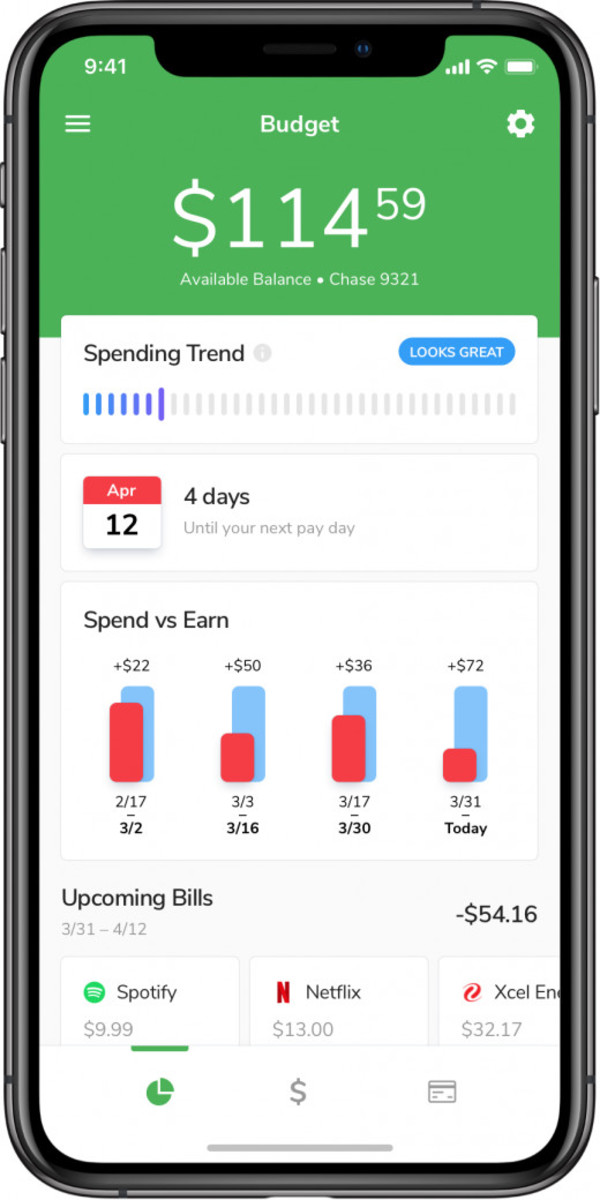 9:41
Budget
$114 59
Available Balance • Chase 9321
Spending Trend
LOOKS GREAT
Apr
12
4 days
Until your next pay day
Spend vs Earn
+$22 +$50 +$36 +$72
2/17 3/3 3/17 3/31
– – – –
3/2 3/16 3/30 Today
Upcoming Bills
-$54.16
3/31 – 4/12
Spotify Netflix Xcel
$9.99 $13.00 $32.17
$